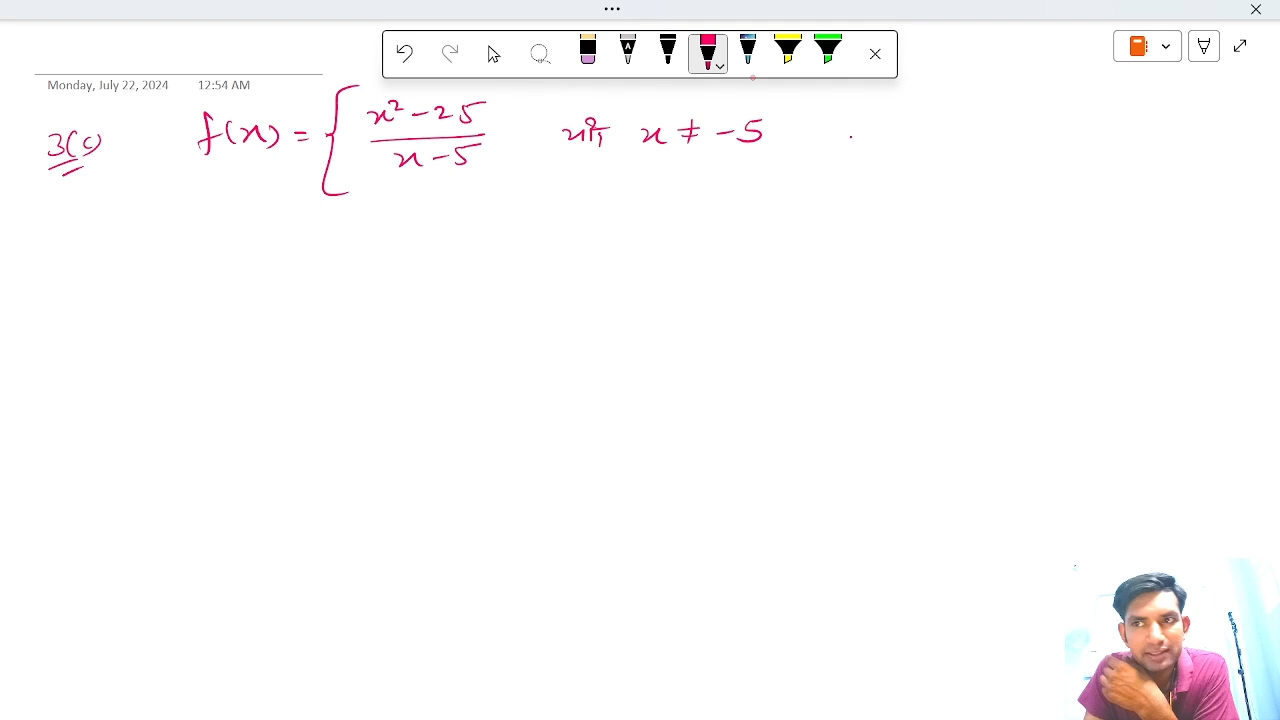 Monday, July 22, 2024 12:54 AM
3(c) f(x) = { x² - 25 / x - 5 यदि x ≠ -5